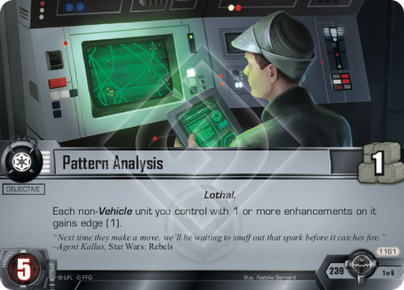 Pattern Analysis
1
OBJECTIVE
Lothal.
Each non-Vehicle unit you control with 1 or more enhancements on it
gains edge (1).
"Next time they make a move, we'll be waiting to snuff out that spark before it catches fire."
–Agent Kallus, Star Wars: Rebels
5
©LFL © FFG
Illus. Natalie Bernard
239
1161
1 of 6